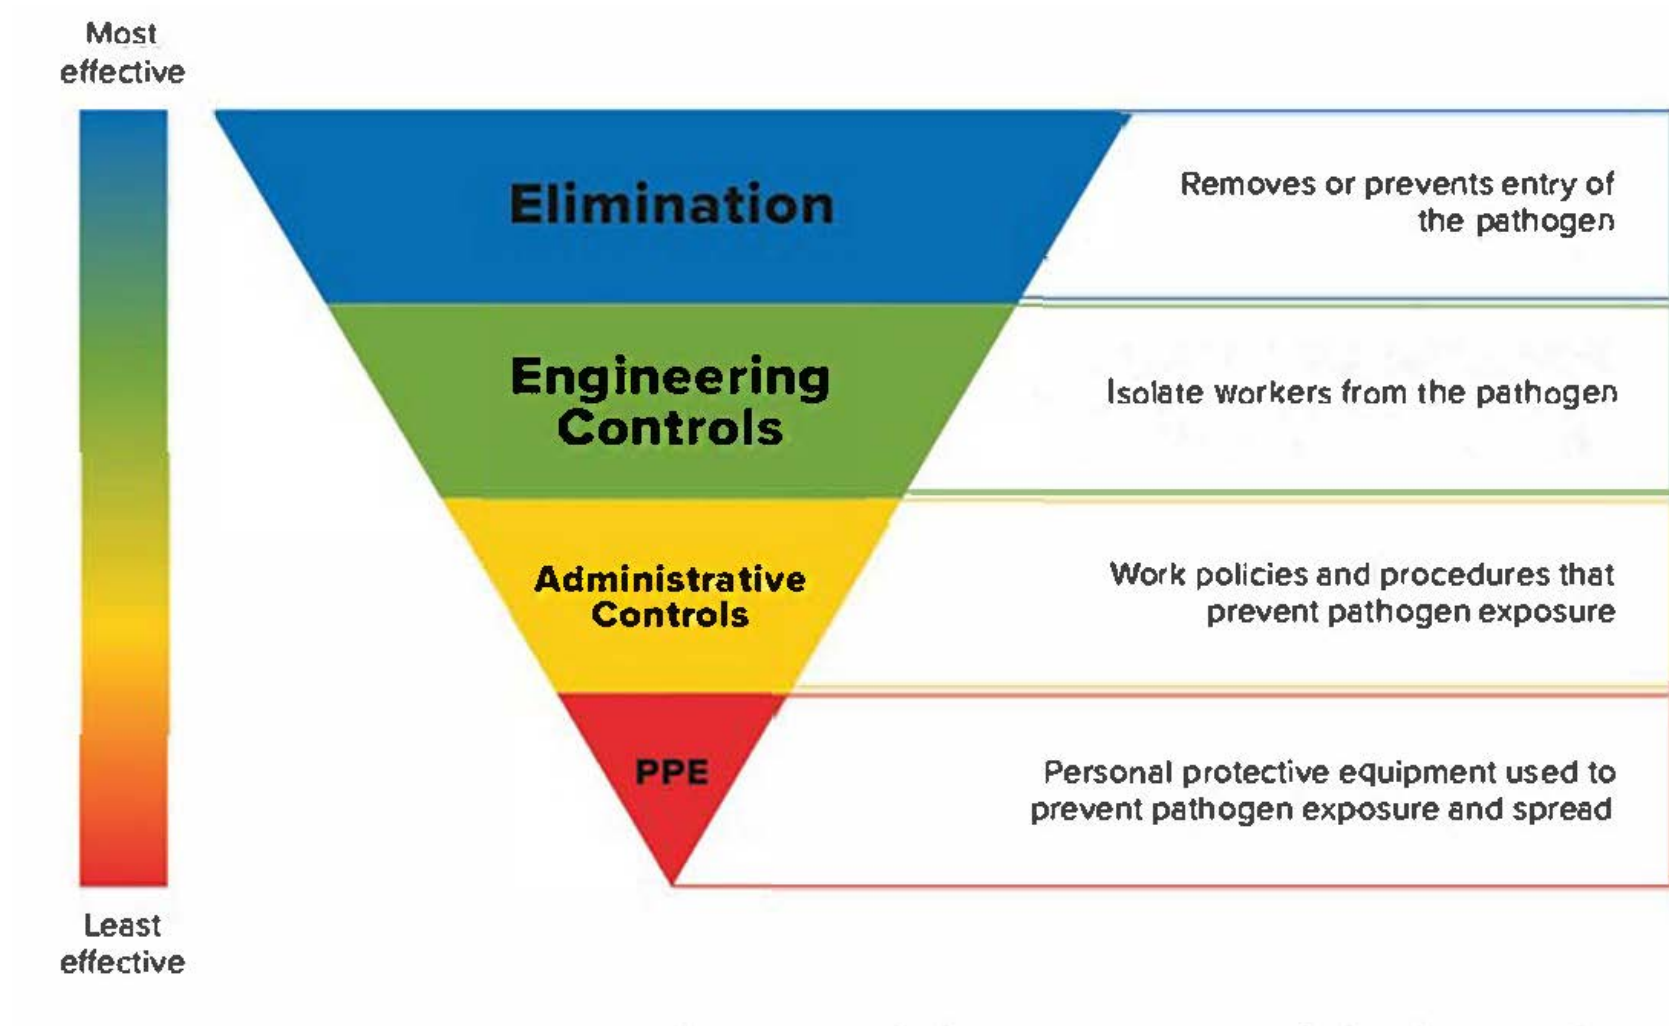 Most
effective
Elimination
Removes or prevents entry of
the pathogen
Engineering
Controls
Isolate workers from the pathogen
Administrative
Controls
Work policies and procedures that
prevent pathogen exposure
PPE
Personal protective equipment used to
prevent pathogen exposure and spread
Least
effective